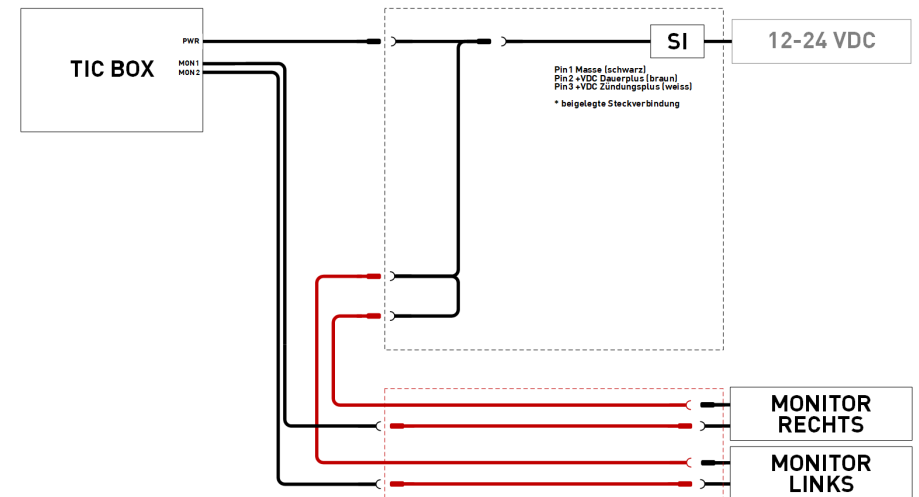 PWR
MON1
MON2
TIC BOX
SI
12-24 VDC
Pin1 Masse (schwarz)
Pin2 +VDC Dauerplus (braun)
Pin3 +VDC Zündungsplus (weiss)
* beigelegte Steckverbindung
MONITOR
RECHTS
MONITOR
LINKS